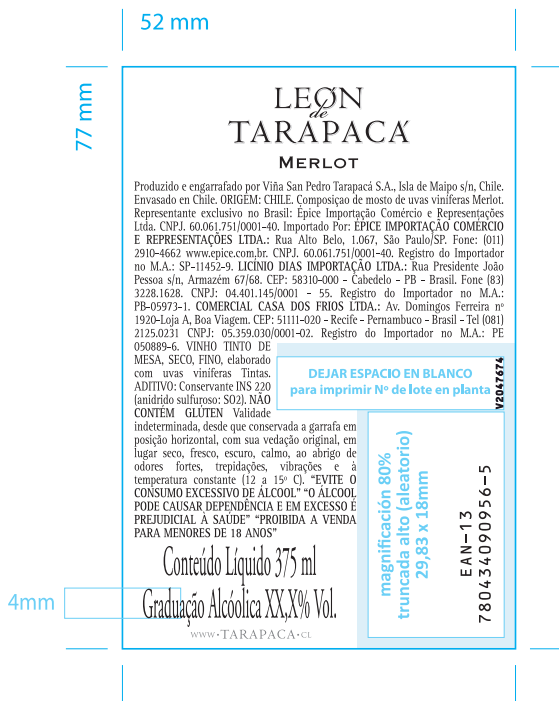 52 mm
77 mm
LEÓN
de
TARAPACÁ
MERLOT
Produzido e engarrafado por Viña San Pedro Tarapacá S.A., Isla de Maipo s/n, Chile.
Envasado en Chile. ORIGEM: CHILE. Composiçao de mosto de uvas viníferas Merlot.
Representante exclusivo no Brasil: Épice Importação Comércio e Representações
Ltda. CNPJ. 60.061.751/0001-40. Importado Por: ÉPICE IMPORTAÇÃO COMÉRCIO
E REPRESENTAÇÕES LTDA.: Rua Alto Belo, 1.067, São Paulo/SP. Fone: (011)
2910-4662 www.epice.com.br. CNPJ. 60.061.751/0001-40. Registro do Importador
no M.A.: SP-11452-9. LICÍNIO DIAS IMPORTAÇÃO LTDA.: Rua Presidente João
Pessoa s/n, Armazém 67/68. CEP: 58310-000 - Cabedelo - PB - Brasil. Fone (83)
3228.1628. CNPJ: 04.401.145/0001 - 55. Registro do Importador no M.A.:
PB-05973-1. COMERCIAL CASA DOS FRIOS LTDA.: Av. Domingos Ferreira nº
1920-Loja A, Boa Viagem. CEP: 51111-020 - Recife - Pernambuco - Brasil - Tel (081)
2125.0231 CNPJ: 05.359.030/0001-02. Registro do Importador no M.A.: PE
050889-6. VINHO TINTO DE
MESA, SECO, FINO, elaborado
com uvas viníferas Tintas.
ADITIVO: Conservante INS 220
(anidrido sulfuroso: SO2). NÃO
CONTÉM GLÚTEN Validade
indeterminada, desde que conservada a garrafa em
posição horizontal, com sua vedação original, em
lugar seco, fresco, escuro, calmo, ao abrigo de
odores fortes, trepidações, vibrações e à
temperatura constante (12 a 15º C). "EVITE O
CONSUMO EXCESSIVO DE ÁLCOOL" "O ÁLCOOL
PODE CAUSAR DEPENDÊNCIA E EM EXCESSO É
PREJUDICIAL À SAÚDE" "PROIBIDA A VENDA
PARA MENORES DE 18 ANOS"
DEJAR ESPACIO EN BLANCO
para imprimir Nº de lote en planta
V2047674
magnificación 80%
truncada alto (aleatorio)
29,83 x 18mm
EAN-13
7804340909565-5
Conteúdo Líquido 375 ml
4mm
Graduação Alcóolica XX,X% Vol.
WWW·TARAPACA·CL